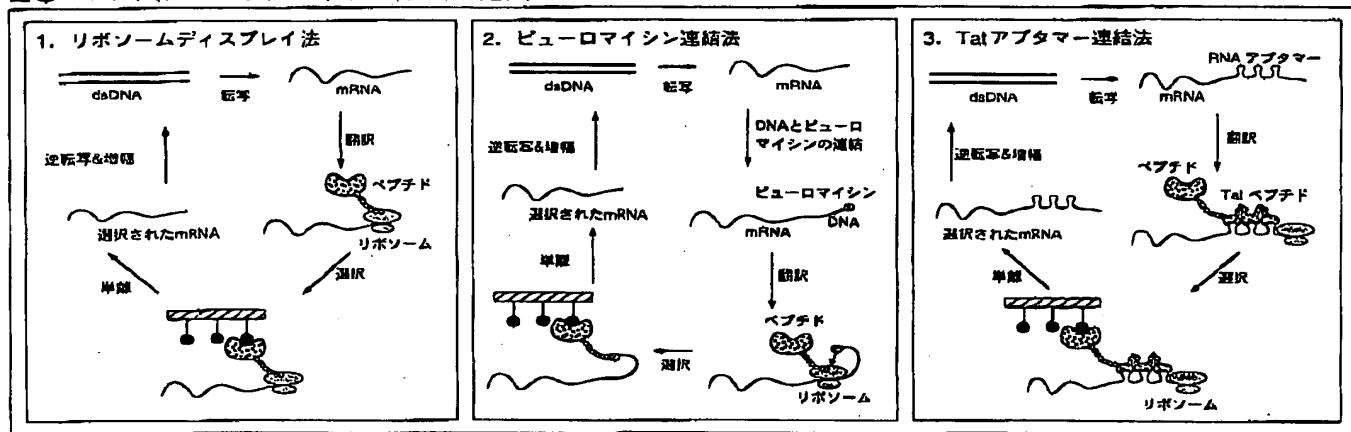 1. リボソームディスプレイ法
dsDNA
転写
mRNA
翻訳
ペプチド
リボソーム
選択
単離
選択されたmRNA
逆転写&増幅
2. ピューロマイシン連結法
dsDNA
転写
mRNA
DNAとピューロ
マイシンの連結
ピューロマイシン
DNA
mRNA
翻訳
ペプチド
リボソーム
選択
単離
選択されたmRNA
逆転写&増幅
3. Tatアプタマー連結法
dsDNA
転写
RNA アプタマー
mRNA
翻訳
ペプチド
Tat ペプチド
リボソーム
選択
単離
選択されたmRNA
逆転写&増幅